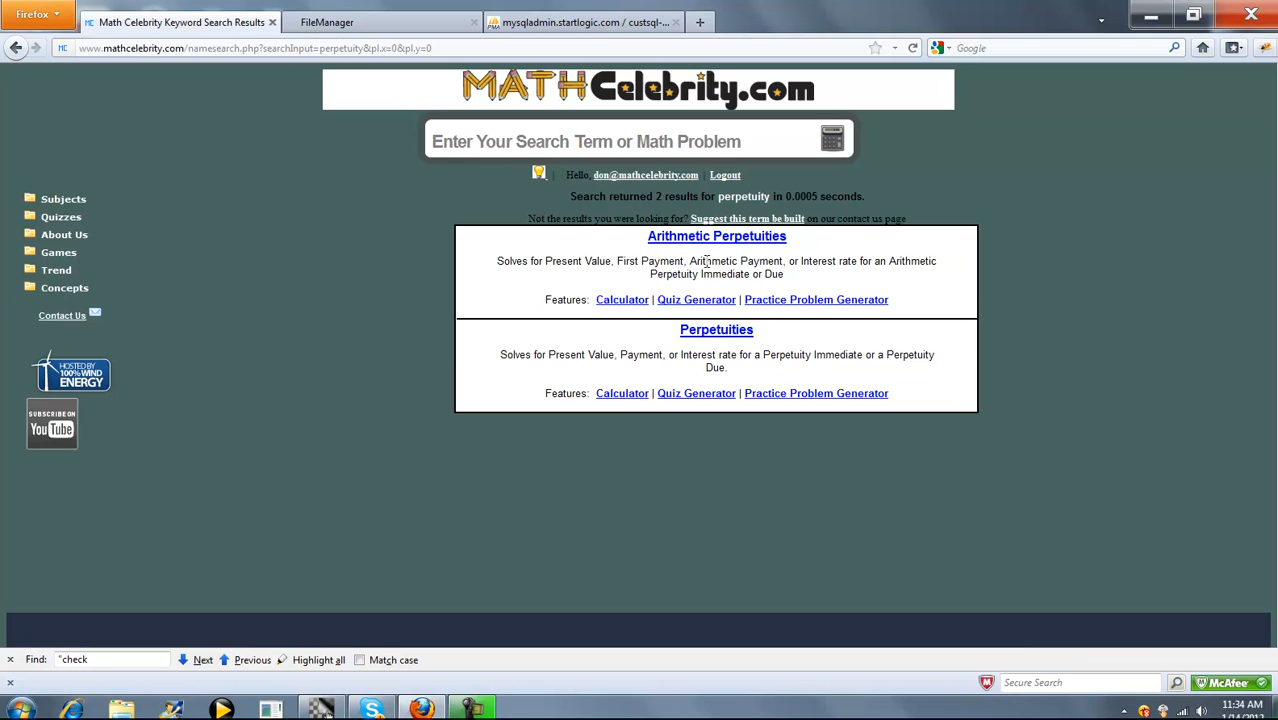 Firefox
MC Math Celebrity Keyword Search Results ×
FileManager ×
PMA mysqladmin.startlogic.com / custsql-... ×
+
MC www.mathcelebrity.com/namesearch.php?searchInput=perpetuity&pl.x=0&pl.y=0
Google
MATHCelebrity.com
Enter Your Search Term or Math Problem
| Hello, don@mathcelebrity.com | Logout
Search returned 2 results for perpetuity in 0.0005 seconds.
Not the results you were looking for? Suggest this term be built on our contact us page
Subjects
Quizzes
About Us
Games
Trend
Concepts
Contact Us
HOSTED BY
100% WIND
ENERGY
SUBSCRIBE ON
YouTube
Arithmetic Perpetuities
Solves for Present Value, First Payment, Arithmetic Payment, or Interest rate for an Arithmetic
Perpetuity Immediate or Due
Features: Calculator | Quiz Generator | Practice Problem Generator
Perpetuities
Solves for Present Value, Payment, or Interest rate for a Perpetuity Immediate or a Perpetuity
Due.
Features: Calculator | Quiz Generator | Practice Problem Generator
× Find: "check Next Previous Highlight all Match case
× Secure Search McAfee
11:34 AM
1/14/2012